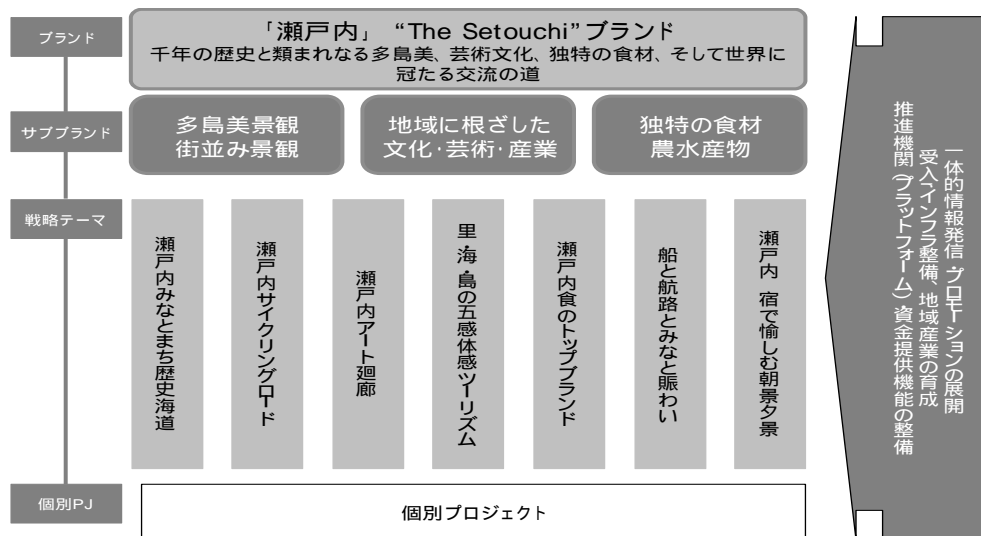 ブランド
「瀬戸内」 “The Setouchi”ブランド
千年の歴史と類まれなる多島美、芸術文化、独特の食材、そして世界に
冠たる交流の道
サブブランド
多島美景観
街並み景観
地域に根ざした
文化・芸術・産業
独特の食材
農水産物
戦略テーマ
瀬戸内みなとまち歴史海道
瀬戸内サイクリングロード
瀬戸内アート廻廊
里・海・島の五感体感ツーリズム
瀬戸内食のトップブランド
船と航路とみなと賑わい
瀬戸内 宿で愉しむ朝景夕景
個別PJ
個別プロジェクト
一体的情報発信・プロモーションの展開
受入インフラ整備、地域産業の育成
推進機関（プラットフォーム）・資金提供機能の整備